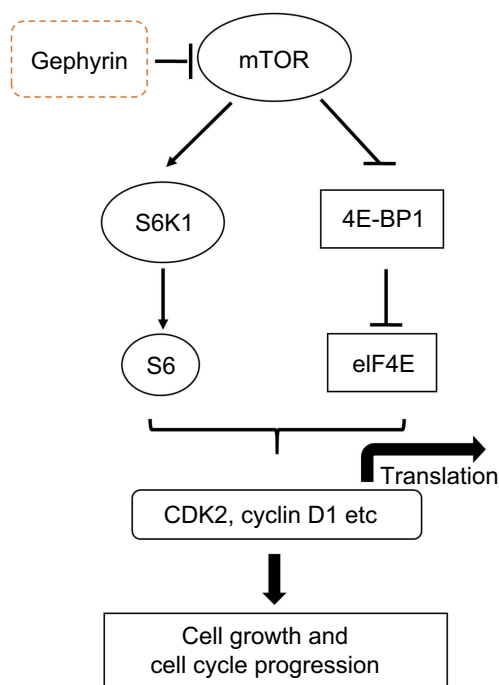 Gephyrin
mTOR
S6K1
4E-BP1
S6
eIF4E
Translation
CDK2, cyclin D1 etc
Cell growth and
cell cycle progression